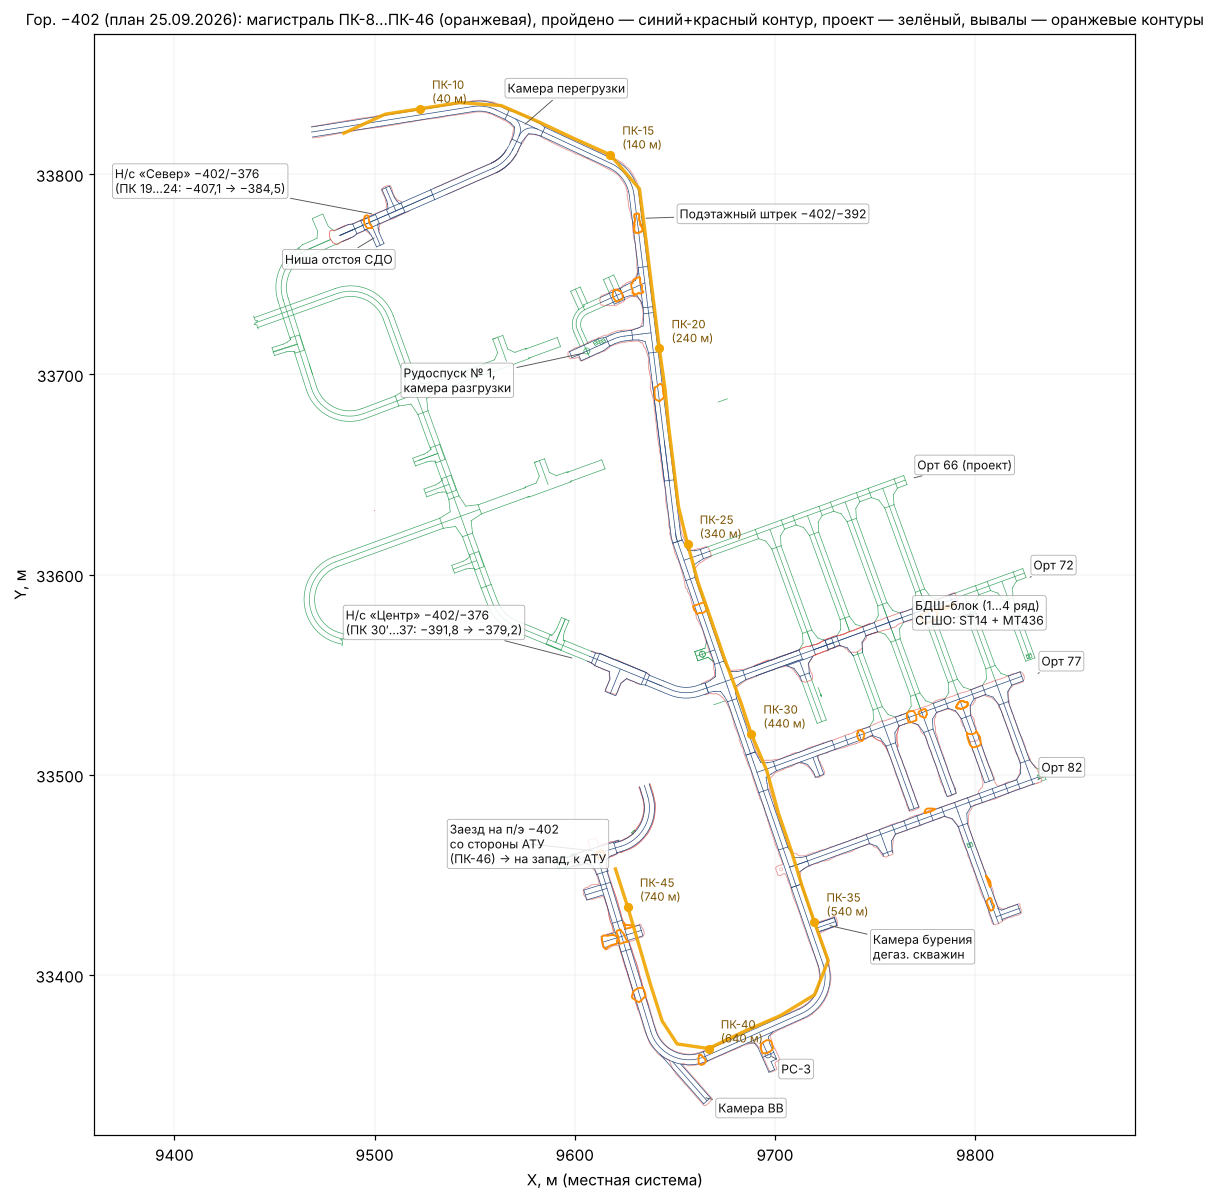 Гор. −402 (план 25.09.2026): магистраль ПК-8…ПК-46 (оранжевая), пройдено — синий+красный контур, проект — зелёный, вывалы — оранжевые контуры
ПК-10
(40 м)
Камера перегрузки
ПК-15
(140 м)
33800
Н/с «Север» −402/−376
(ПК 19…24: −407,1 → −384,5)
Подэтажный штрек −402/−392
Ниша отстоя СДО
ПК-20
(240 м)
33700
Рудоспуск № 1,
камера разгрузки
Орт 66 (проект)
ПК-25
(340 м)
33600
Орт 72
Y, м
Н/с «Центр» −402/−376
(ПК 30'…37: −391,8 → −379,2)
БДШ-блок (1…4 ряд)
СГШО: ST14 + МТ436
Орт 77
ПК-30
(440 м)
33500
Орт 82
Заезд на п/э −402
со стороны АТУ
(ПК-46) → на запад, к АТУ
ПК-45
(740 м)
ПК-35
(540 м)
Камера бурения
дегаз. скважин
33400
ПК-40
(640 м)
РС-3
Камера ВВ
9400
9500
9600
9700
9800
X, м (местная система)